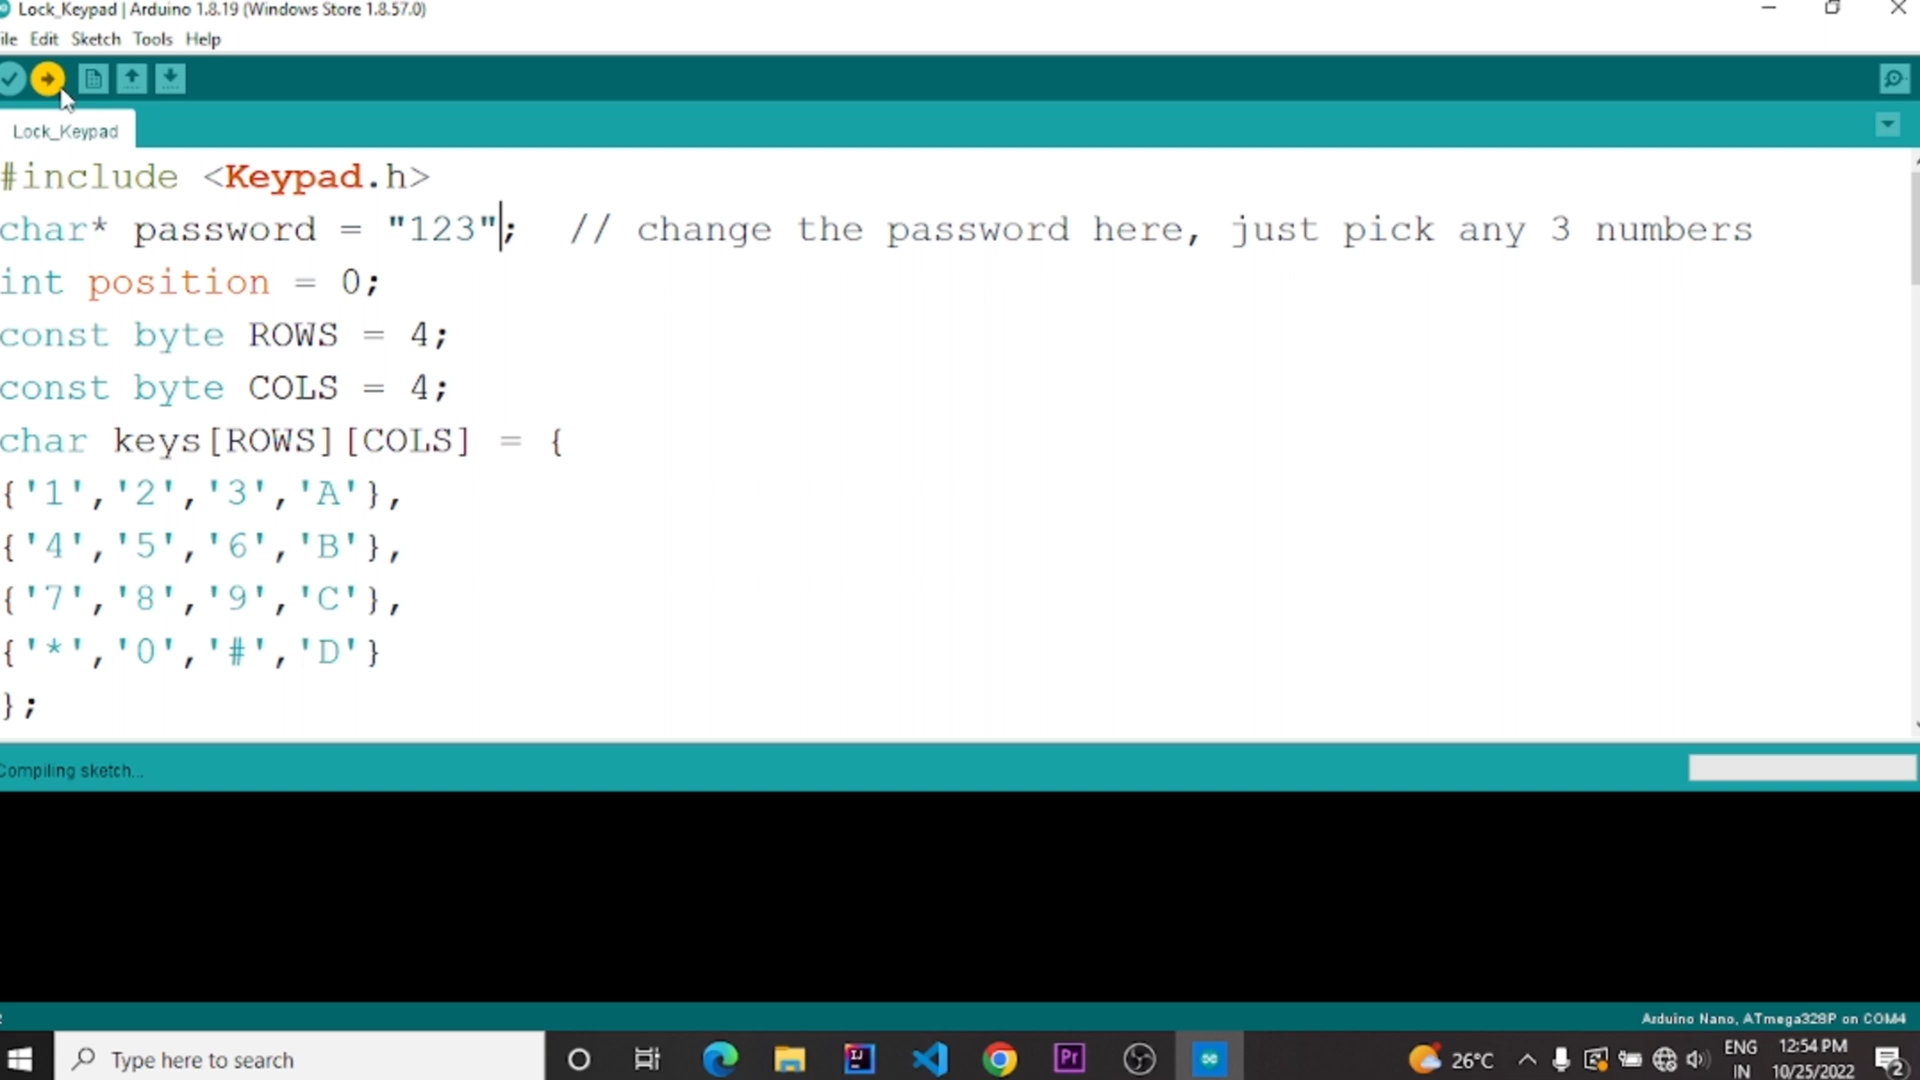 Lock_Keypad | Arduino 1.8.19 (Windows Store 1.8.57.0)
ile Edit Sketch Tools Help
Lock_Keypad
#include <Keypad.h>
char* password = "123"; // change the password here, just pick any 3 numbers
int position = 0;
const byte ROWS = 4;
const byte COLS = 4;
char keys[ROWS][COLS] = {
{'1','2','3','A'},
{'4','5','6','B'},
{'7','8','9','C'},
{'*','0','#','D'}
};
Compiling sketch...
Arduino Nano, ATmega328P on COM4
Type here to search
Pr
26°C
ENG
IN
12:54 PM
10/25/2022
2